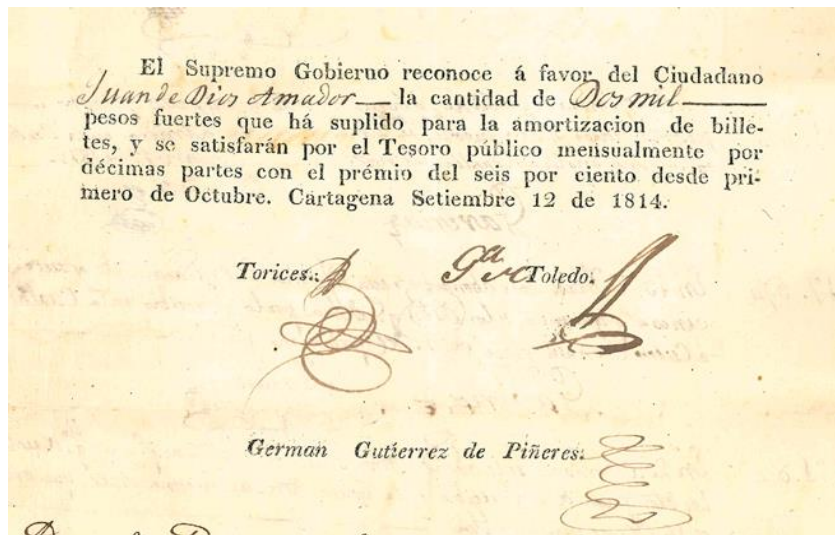 El Supremo Gobierno reconoce á favor del Ciudadano
Juan de Dios Amador la cantidad de Dos mil
pesos fuertes que há suplido para la amortizacion de bille-
tes, y se satisfarán por el Tesoro público mensualmente por
décimas partes con el prémio del seis por ciento desde pri-
mero de Octubre. Cartagena Setiembre 12 de 1814.
Torices. Toledo.
German Gutierrez de Piñeres.